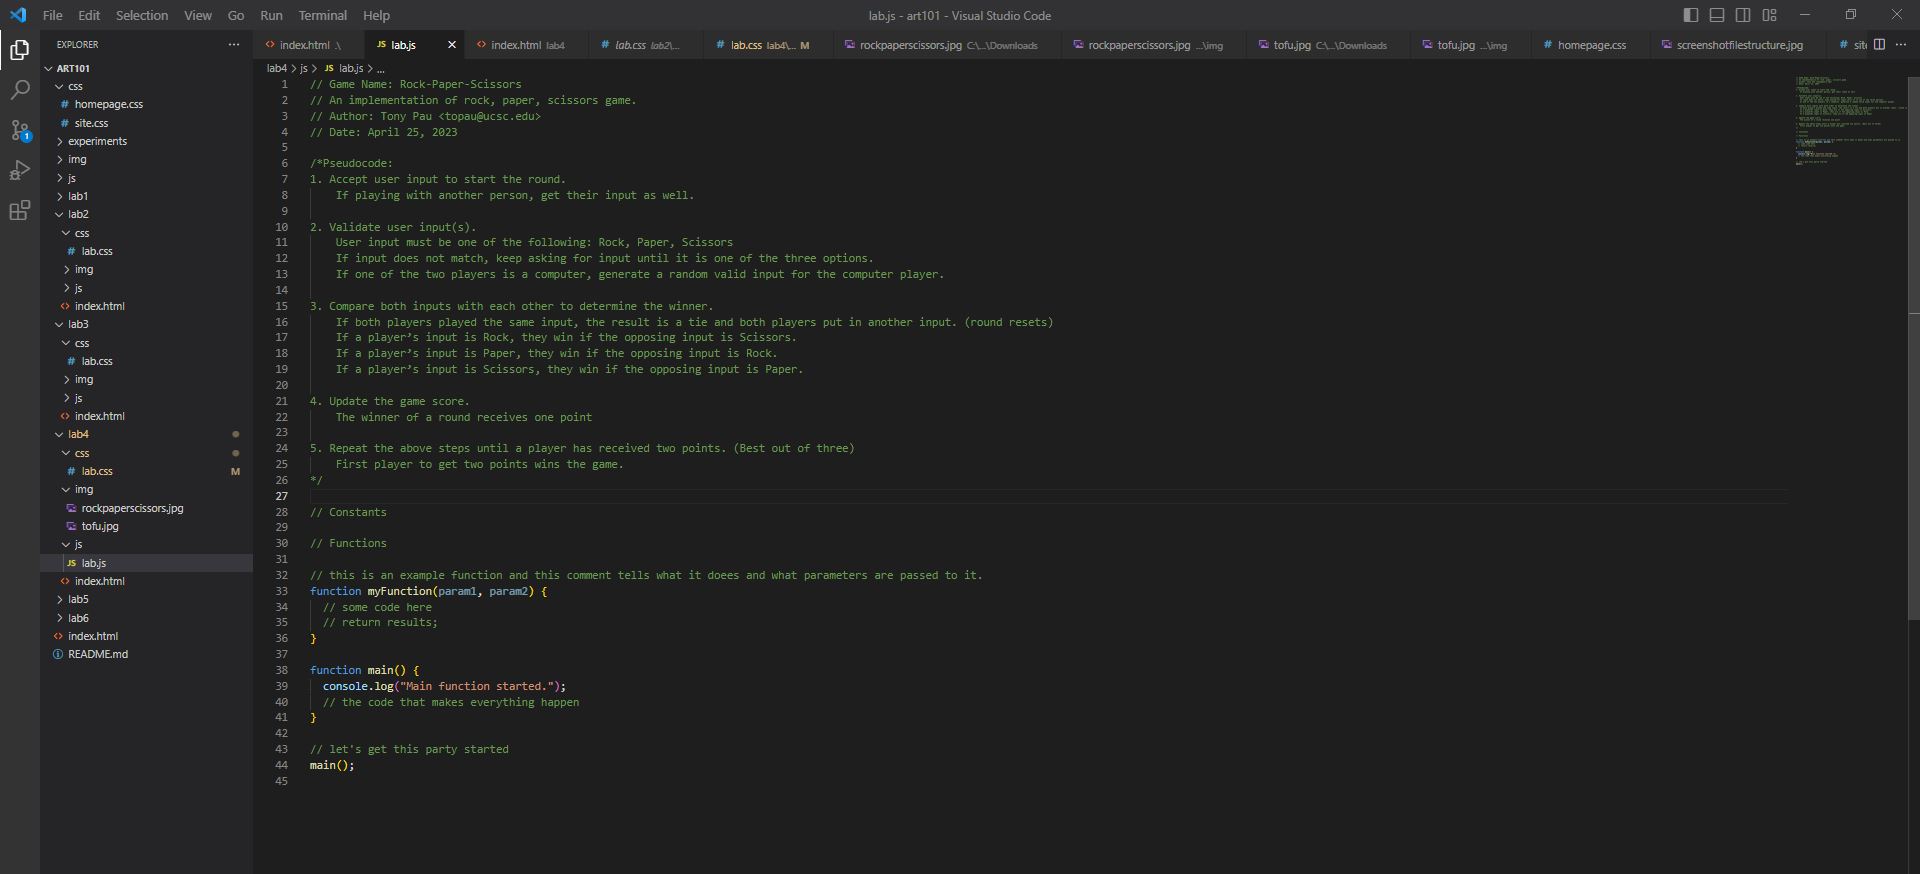 File Edit Selection View Go Run Terminal Help
lab.js - art101 - Visual Studio Code
EXPLORER
index.html .\ lab.js index.html lab4 lab.css lab2\... lab.css lab4\... M rockpaperscissors.jpg C:\...\Downloads rockpaperscissors.jpg ...\img tofu.jpg C:\...\Downloads tofu.jpg ...\img homepage.css screenshotfilestructure.jpg
ART101
css
homepage.css
site.css
experiments
img
js
lab1
lab2
css
lab.css
img
js
index.html
lab3
css
lab.css
img
js
index.html
lab4
css
lab.css M
img
rockpaperscissors.jpg
tofu.jpg
js
lab.js
index.html
lab5
lab6
index.html
README.md
1
lab4 > js > JS lab.js > ...
1 // Game Name: Rock-Paper-Scissors
2 // An implementation of rock, paper, scissors game.
3 // Author: Tony Pau <topau@ucsc.edu>
4 // Date: April 25, 2023
5
6 /*Pseudocode:
7 1. Accept user input to start the round.
8 If playing with another person, get their input as well.
9
10 2. Validate user input(s).
11 User input must be one of the following: Rock, Paper, Scissors
12 If input does not match, keep asking for input until it is one of the three options.
13 If one of the two players is a computer, generate a random valid input for the computer player.
14
15 3. Compare both inputs with each other to determine the winner.
16 If both players played the same input, the result is a tie and both players put in another input. (round resets)
17 If a player’s input is Rock, they win if the opposing input is Scissors.
18 If a player’s input is Paper, they win if the opposing input is Rock.
19 If a player’s input is Scissors, they win if the opposing input is Paper.
20
21 4. Update the game score.
22 The winner of a round receives one point
23
24 5. Repeat the above steps until a player has received two points. (Best out of three)
25 First player to get two points wins the game.
26 */
27
28 // Constants
29
30 // Functions
31
32 // this is an example function and this comment tells what it doees and what parameters are passed to it.
33 function myFunction(param1, param2) {
34 // some code here
35 // return results;
36 }
37
38 function main() {
39 console.log("Main function started.");
40 // the code that makes everything happen
41 }
42
43 // let's get this party started
44 main();
45